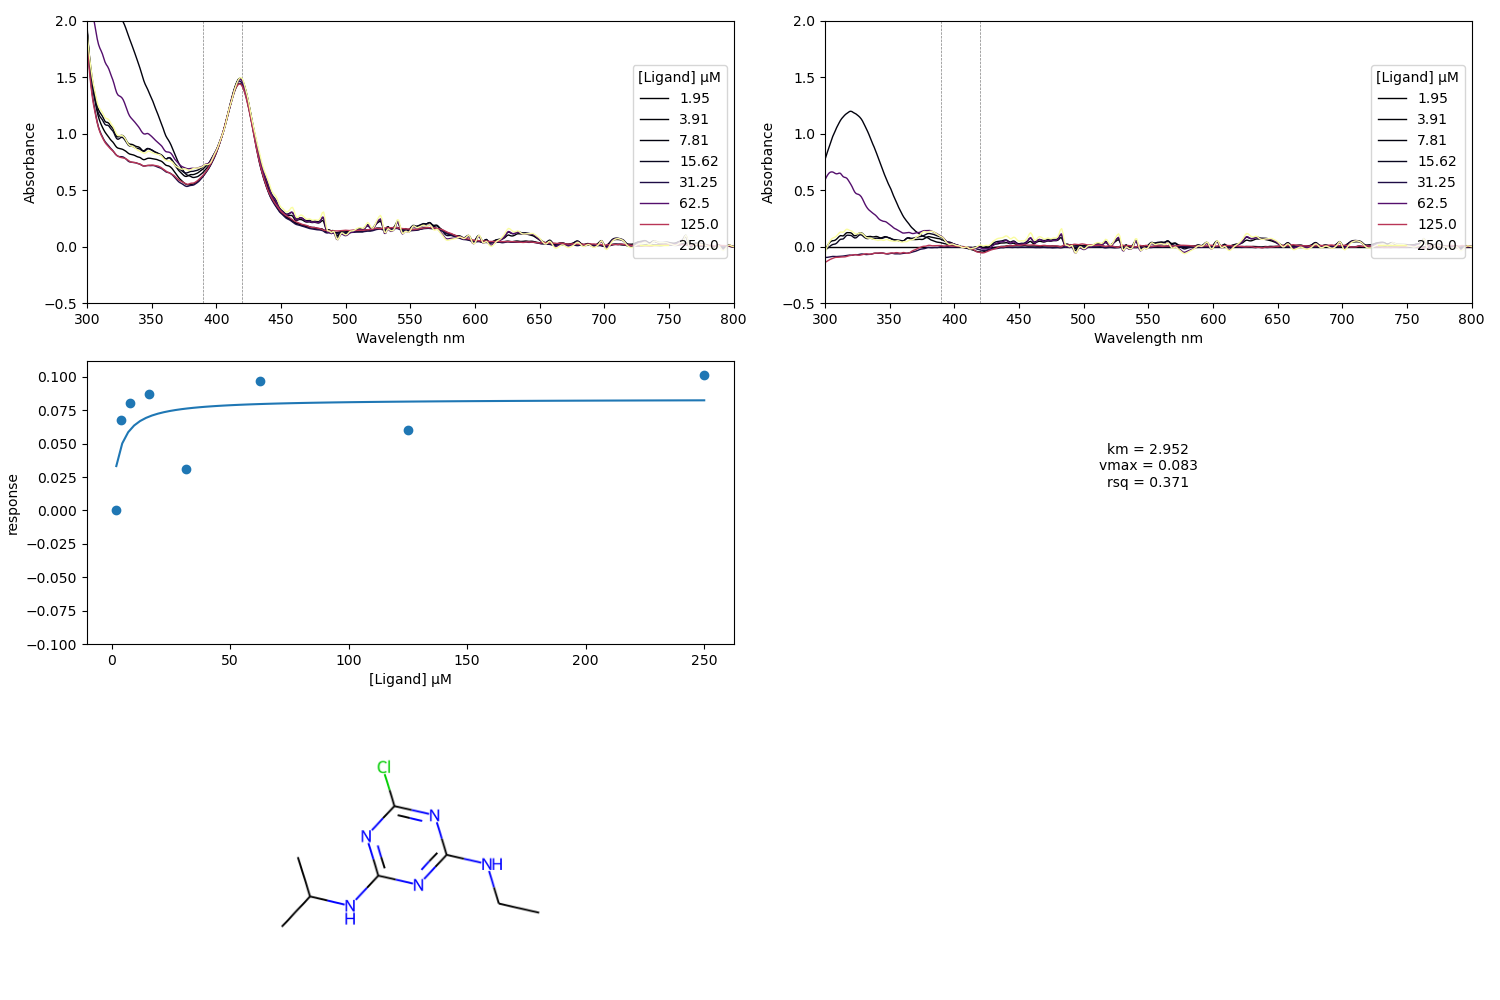 2.0
1.5
1.0
0.5
0.0
−0.5
Absorbance
300 350 400 450 500 550 600 650 700 750 800
Wavelength nm
[Ligand] μM
1.95
3.91
7.81
15.62
31.25
62.5
125.0
250.0
2.0
1.5
1.0
0.5
0.0
−0.5
Absorbance
300 350 400 450 500 550 600 650 700 750 800
Wavelength nm
[Ligand] μM
1.95
3.91
7.81
15.62
31.25
62.5
125.0
250.0
0.100
0.075
0.050
0.025
0.000
−0.025
−0.050
−0.075
−0.100
response
0 50 100 150 200 250
[Ligand] μM
km = 2.952
vmax = 0.083
rsq = 0.371
Cl
N
N
NH
N
N
H